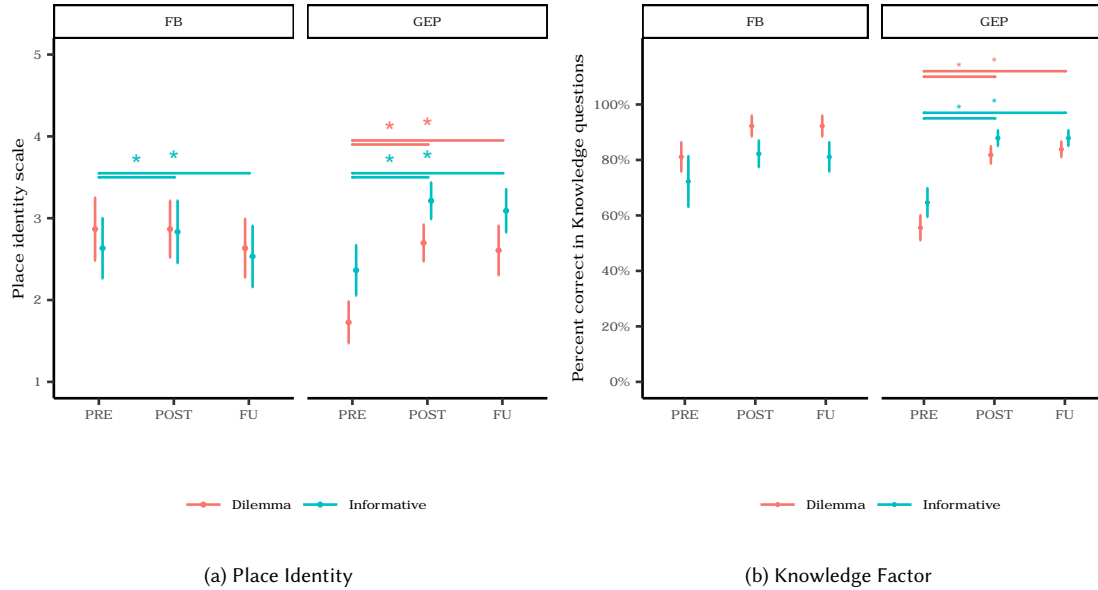 FB
GEP
Place identity scale
5
4
3
2
1
* *
* *
* *
PRE POST FU
PRE POST FU
Dilemma Informative
(a) Place Identity
FB
GEP
Percent correct in Knowledge questions
100%
80%
60%
40%
20%
0%
* *
* *
PRE POST FU
PRE POST FU
Dilemma Informative
(b) Knowledge Factor